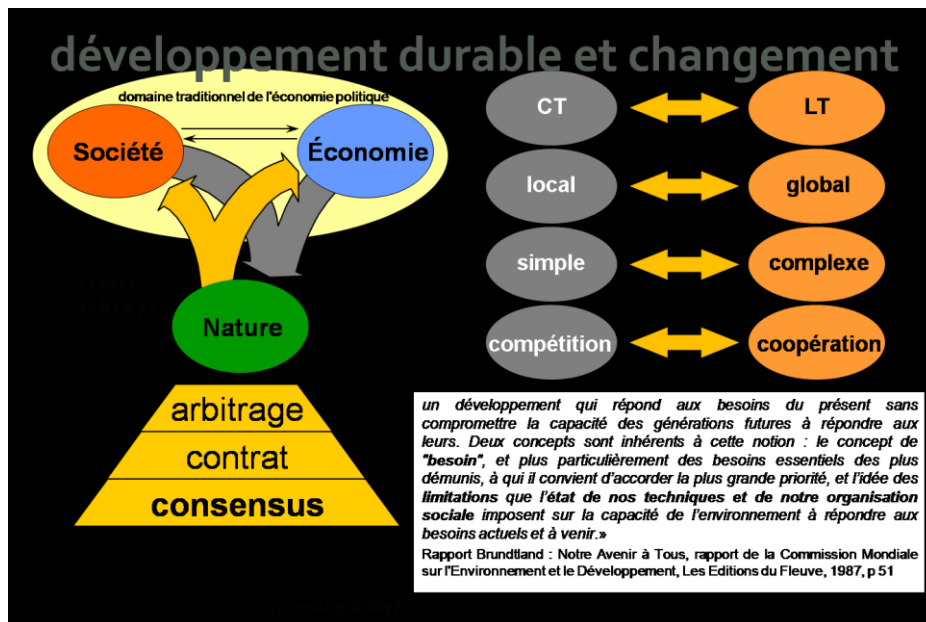 développement durable et changement
domaine traditionnel de l'économie politique
Société
Économie
Nature
arbitrage
contrat
consensus
CT
LT
local
global
simple
complexe
compétition
coopération
un développement qui répond aux besoins du présent sans
compromettre la capacité des générations futures à répondre aux
leurs. Deux concepts sont inhérents à cette notion : le concept de
"besoin", et plus particulièrement des besoins essentiels des plus
démunis, à qui il convient d'accorder la plus grande priorité, et l'idée des
limitations que l'état de nos techniques et de notre organisation
sociale imposent sur la capacité de l'environnement à répondre aux
besoins actuels et à venir.»
Rapport Brundtland : Notre Avenir à Tous, rapport de la Commission Mondiale
sur l'Environnement et le Développement, Les Editions du Fleuve, 1987, p 51